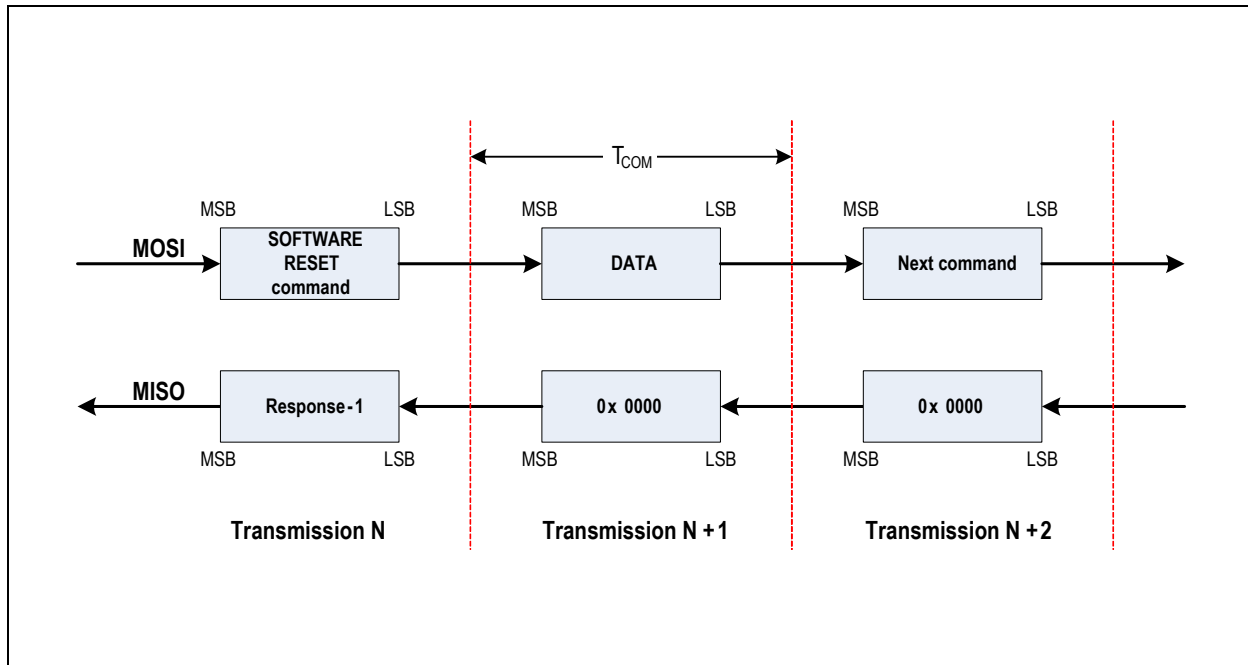 T_COM
MSB LSB MSB LSB MSB LSB
MOSI
SOFTWARE
RESET
command
DATA
Next command
MISO
Response-1
0x 0000
0x 0000
MSB LSB MSB LSB MSB LSB
Transmission N Transmission N+1 Transmission N+2